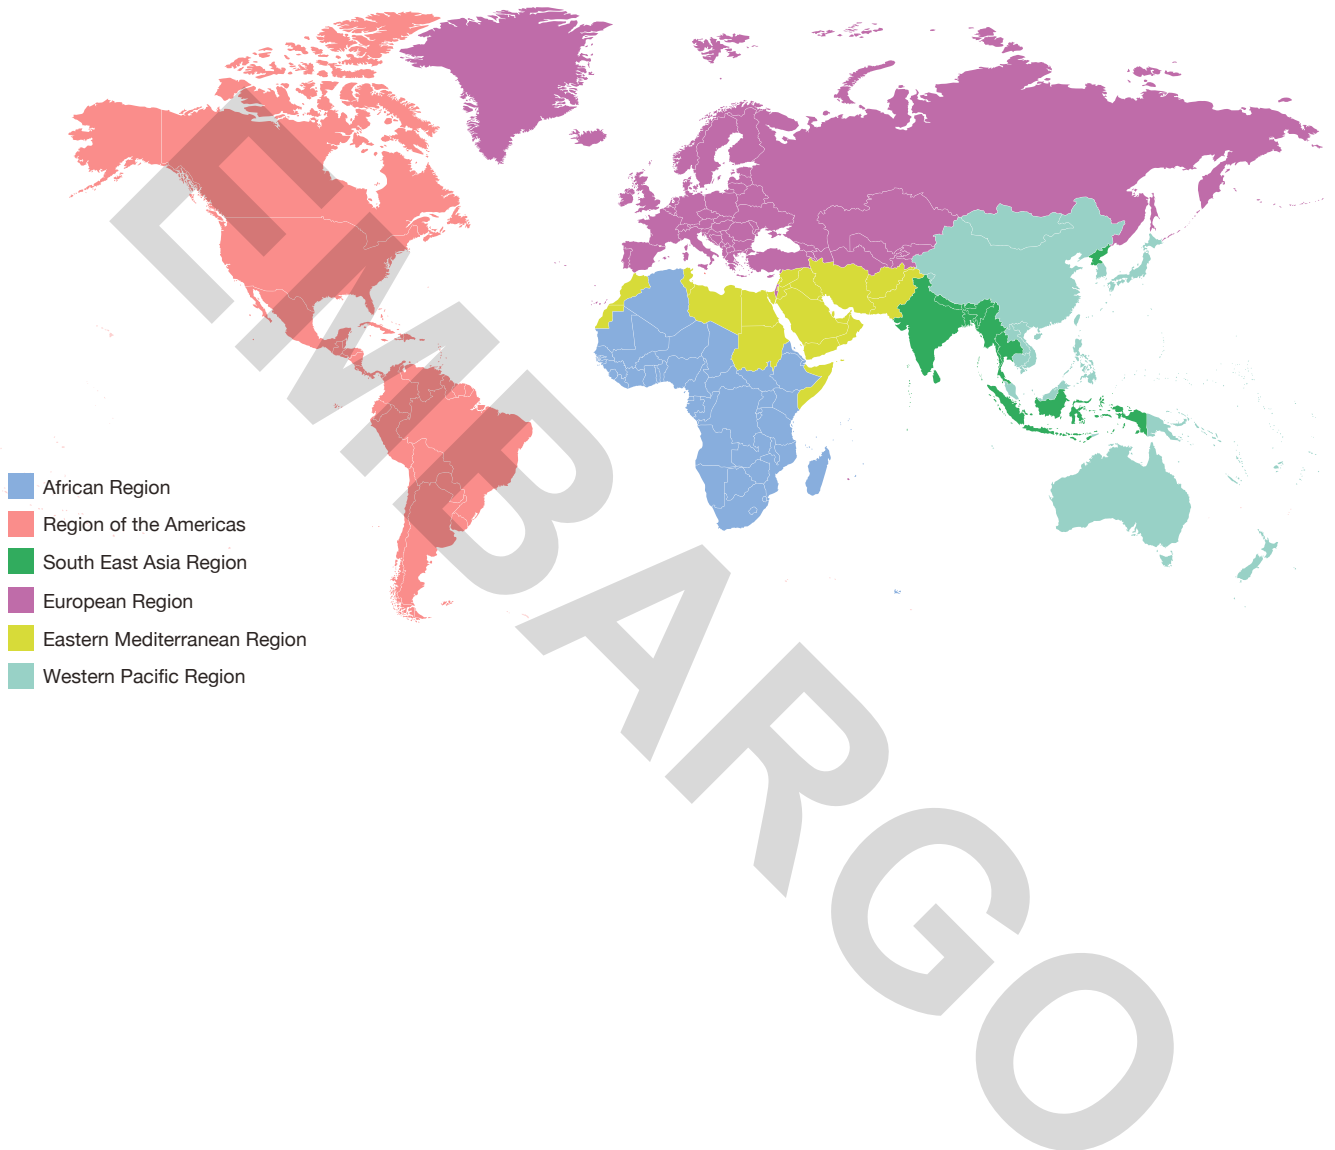 African Region
Region of the Americas
South East Asia Region
European Region
Eastern Mediterranean Region
Western Pacific Region
EMBARGO